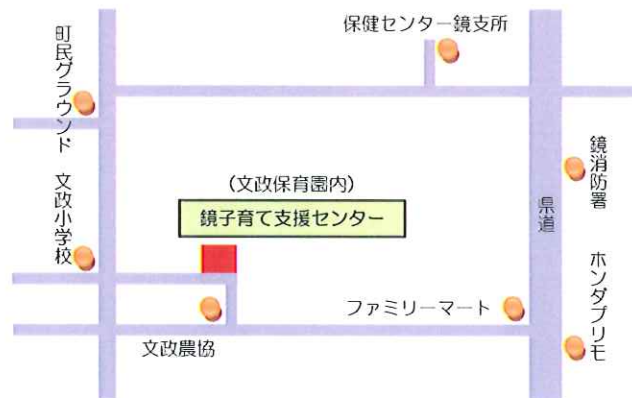 保健センター鏡支所
町民グラウンド
鏡消防署
(文政保育園内)
鏡子育て支援センター
県道
文政小学校
ホンダプリモ
ファミリーマート
文政農協